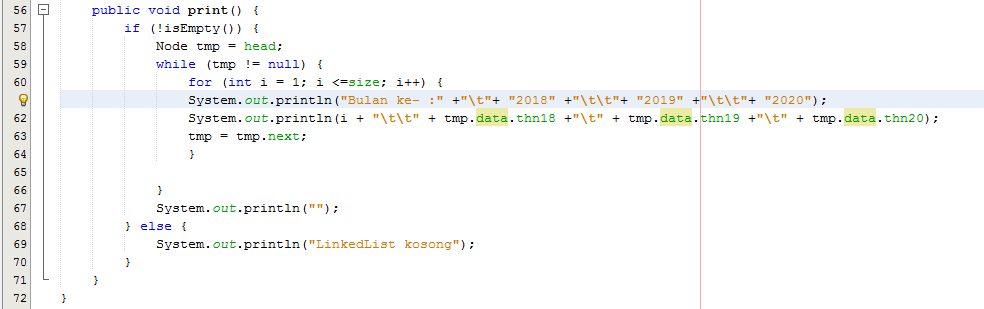 56 public void print() {
57 if (!isEmpty()) {
58 Node tmp = head;
59 while (tmp != null) {
60 for (int i = 1; i <=size; i++) {
System.out.println("Bulan ke- :" +"\t"+ "2018" +"\t\t"+ "2019" +"\t\t"+ "2020");
62 System.out.println(i + "\t\t" + tmp.data.thn18 +"\t" + tmp.data.thn19 +"\t" + tmp.data.thn20);
63 tmp = tmp.next;
64 }
65
66 }
67 System.out.println("");
68 } else {
69 System.out.println("LinkedList kosong");
70 }
71 }
72 }